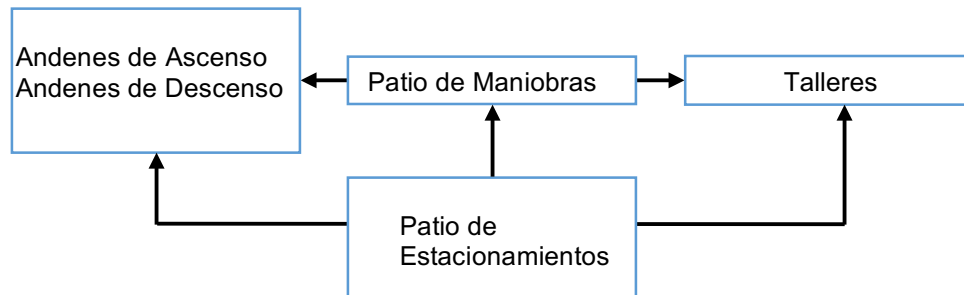 Andenes de Ascenso
Andenes de Descenso
Patio de Maniobras
Talleres
Patio de
Estacionamientos